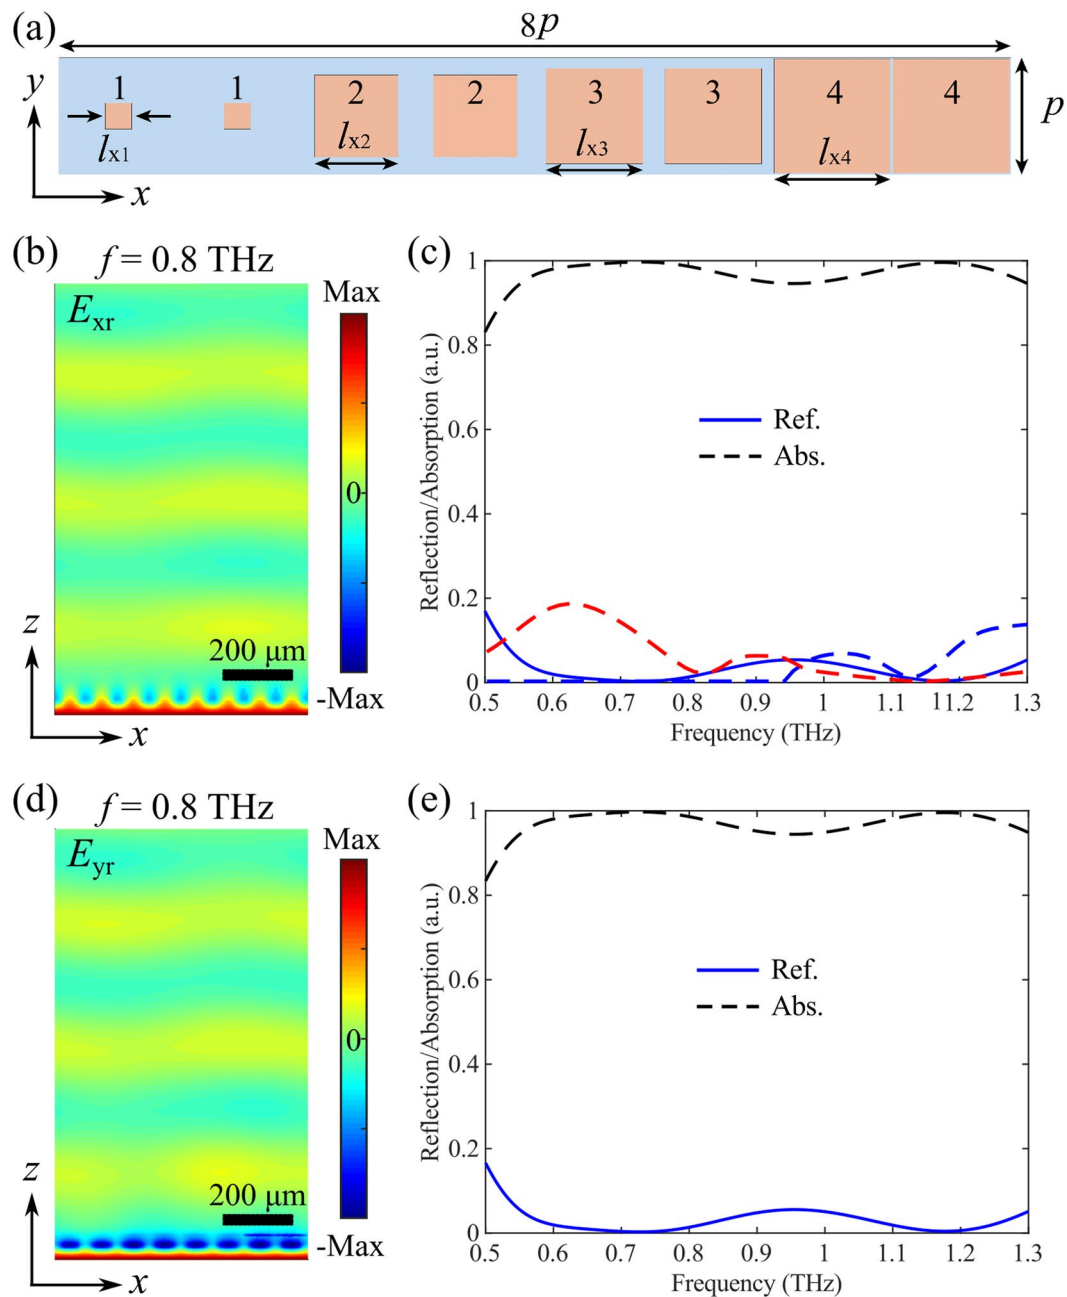 (a)
8p
y
1 1 2 2 3 3 4 4
p
lx1 lx2 lx3 lx4
x
(b) f = 0.8 THz
Exr
Max
0
-Max
200 μm
z
x
(c)
Reflection/Absorption (a.u.)
1
0.8
0.6
0.4
0.2
0
Ref.
Abs.
0.5 0.6 0.7 0.8 0.9 1 1.1 11.2 1.3
Frequency (THz)
(d) f = 0.8 THz
Eyr
Max
0
-Max
200 μm
z
x
(e)
Reflection/Absorption (a.u.)
1
0.8
0.6
0.4
0.2
0
Ref.
Abs.
0.5 0.6 0.7 0.8 0.9 1 1.1 1.2 1.3
Frequency (THz)